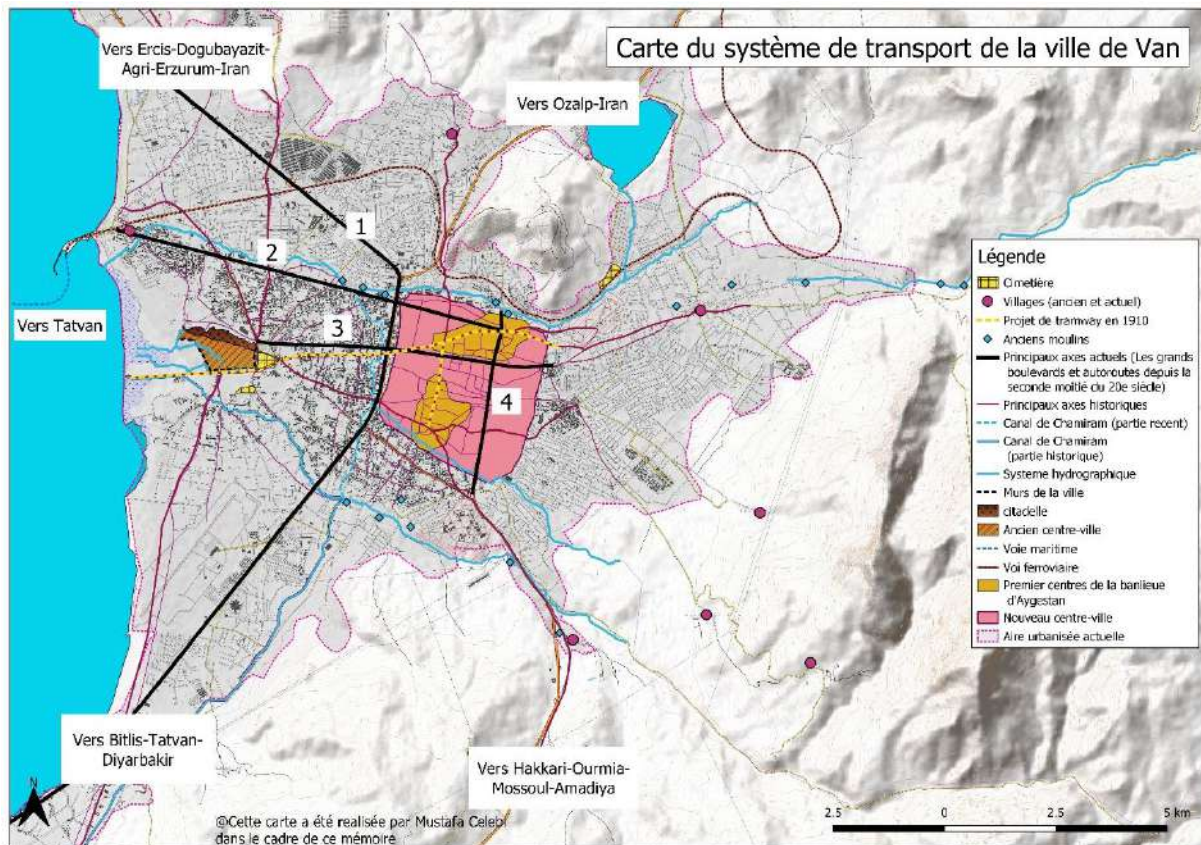 Carte du système de transport de la ville de Van
Vers Ercis-Dogubayazit-
Agri-Erzurum-Iran
Vers Ozalp-Iran
1
2
3
4
Vers Tatvan
Légende
Cimetière
Villages (ancien et actuel)
Projet de tramway en 1910
Anciens moulins
Principaux axes actuels (Les grands
boulevards et autoroutes depuis la
seconde moitié du 20e siècle)
Principaux axes historiques
Canal de Chamiram (partie recent)
Canal de Chamiram
(partie historique)
Systeme hydrographique
Murs de la ville
citadelle
Ancien centre-ville
Voie maritime
Voi ferroviaire
Premier centres de la banlieue
d'Aygestan
Nouveau centre-ville
Aire urbanisée actuelle
Vers Bitlis-Tatvan-
Diyarbakir
Vers Hakkari-Ourmia-
Mossoul-Amadiya
N
©Cette carte a été realisée par Mustafa Celebi
dans le cadre de ce mémoire
2.5 0 2.5 5 km